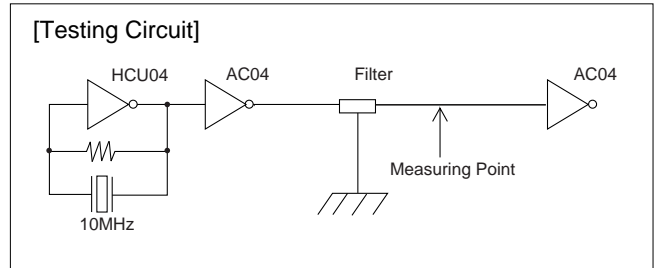 [Testing Circuit]
HCU04
AC04
Filter
AC04
Measuring Point
10MHz